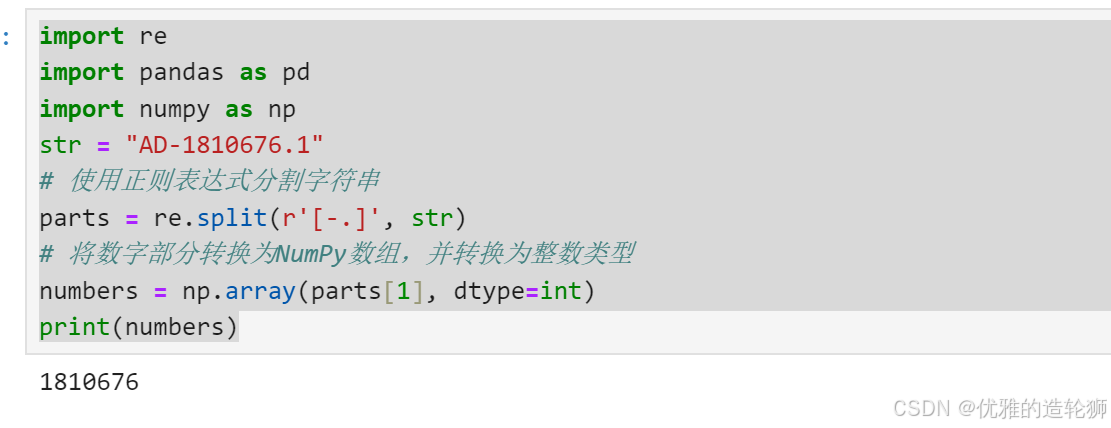 :
import re
import pandas as pd
import numpy as np
str = "AD-1810676.1"
# 使用正则表达式分割字符串
parts = re.split(r'[-.]', str)
# 将数字部分转换为NumPy数组，并转换为整数类型
numbers = np.array(parts[1], dtype=int)
print(numbers)
1810676
CSDN @优雅的造轮狮